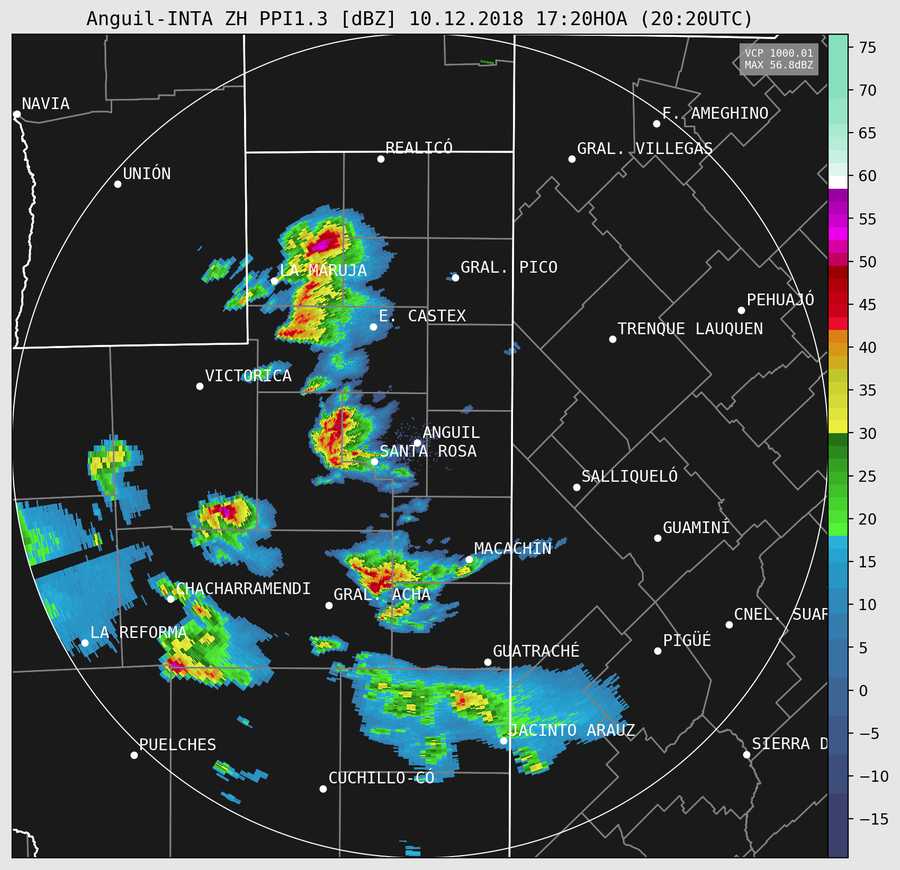 Anguil-INTA ZH PPI1.3 [dBZ] 10.12.2018 17:20HOA (20:20UTC)
VCP 1000.01
MAX 56.8dBZ
NAVIA
F. AMEGHINO
REALICÓ
GRAL. VILLEGAS
UNIÓN
LA MARUJA
GRAL. PICO
PEHUAJÓ
E. CASTEX
TRENQUE LAUQUEN
VICTORICA
ANGUIL
SANTA ROSA
SALLIQUELÓ
GUAMINÍ
MACACHÍN
CHACHARRAMENDI
GRAL. ACHA
CNEL. SUAR
LA REFORMA
PIGÜÉ
GUATRACHÉ
JACINTO ARAUZ
PUELCHES
SIERRA D
CUCHILLO-CÓ
75
70
65
60
55
50
45
40
35
30
25
20
15
10
5
0
−5
−10
−15